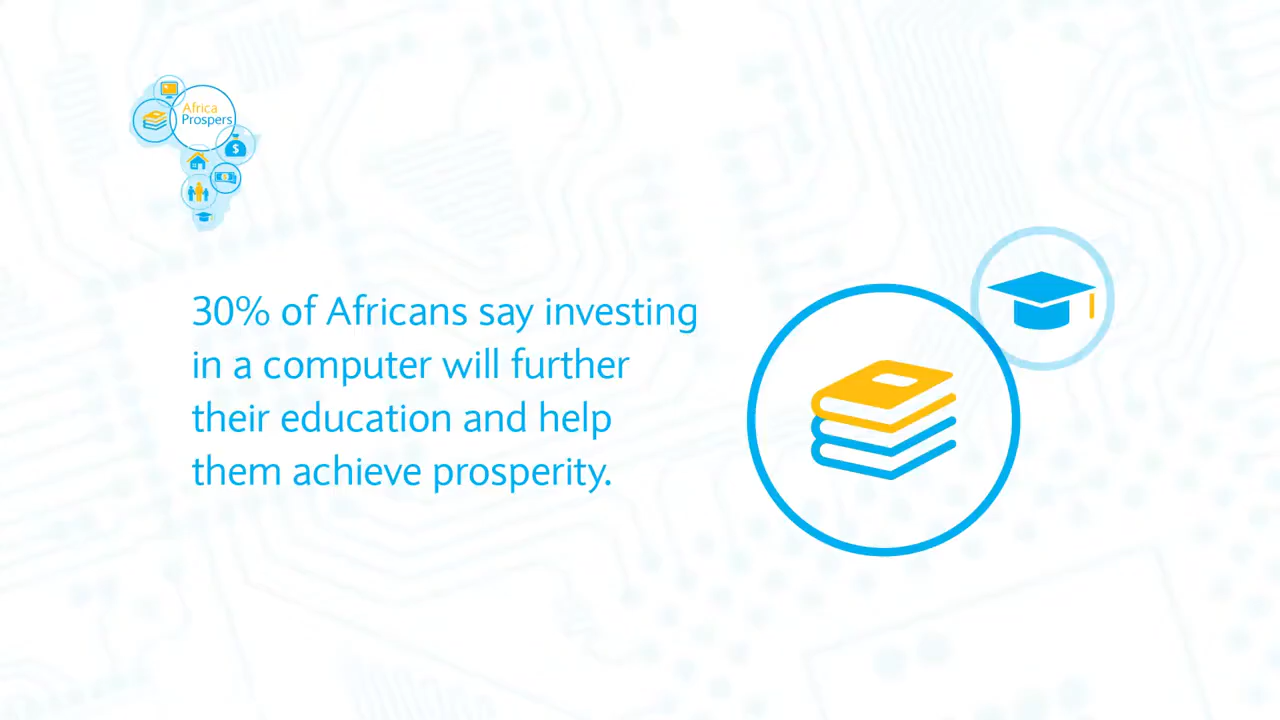 Africa
Prospers
30% of Africans say investing
in a computer will further
their education and help
them achieve prosperity.